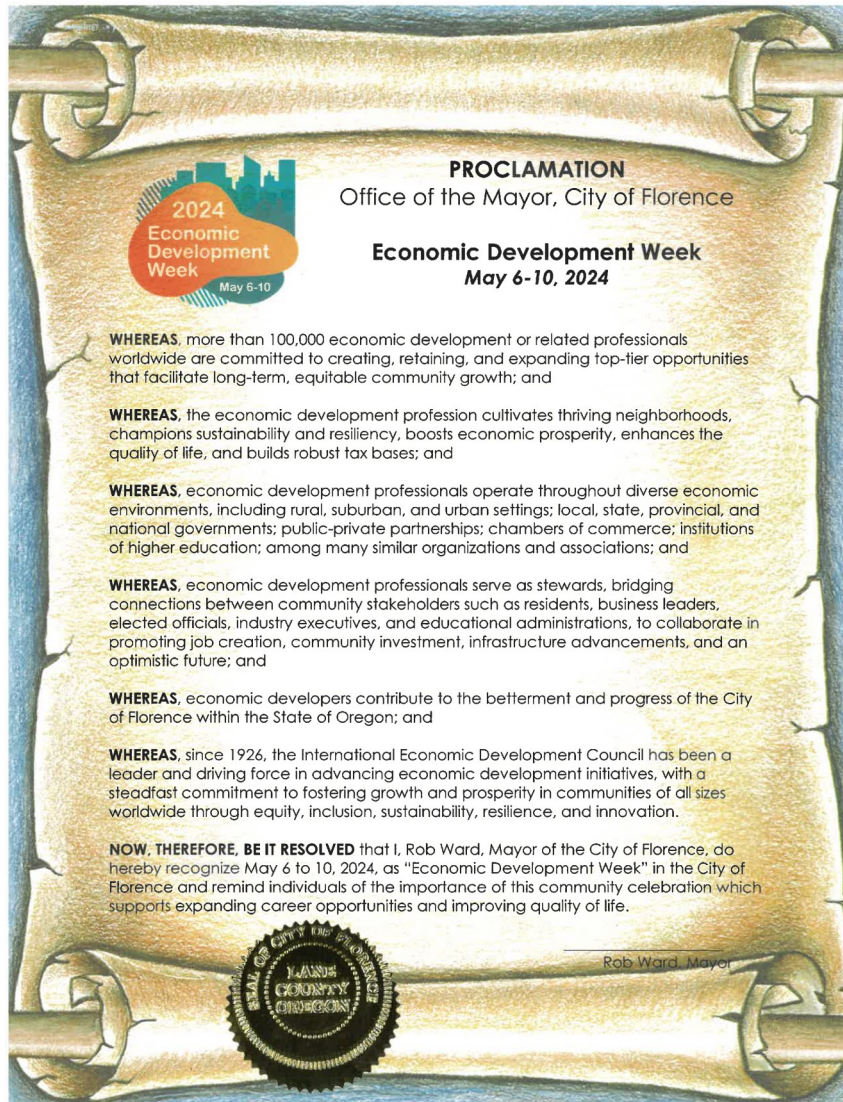 PROCLAMATION
Office of the Mayor, City of Florence
2024
Economic
Development
Week
May 6-10
Economic Development Week
May 6-10, 2024
WHEREAS, more than 100,000 economic development or related professionals
worldwide are committed to creating, retaining, and expanding top-tier opportunities
that facilitate long-term, equitable community growth; and
WHEREAS, the economic development profession cultivates thriving neighborhoods,
champions sustainability and resiliency, boosts economic prosperity, enhances the
quality of life, and builds robust tax bases; and
WHEREAS, economic development professionals operate throughout diverse economic
environments, including rural, suburban, and urban settings; local, state, provincial, and
national governments; public-private partnerships; chambers of commerce; institutions
of higher education; among many similar organizations and associations; and
WHEREAS, economic development professionals serve as stewards, bridging
connections between community stakeholders such as residents, business leaders,
elected officials, industry executives, and educational administrations, to collaborate in
promoting job creation, community investment, infrastructure advancements, and an
optimistic future; and
WHEREAS, economic developers contribute to the betterment and progress of the City
of Florence within the State of Oregon; and
WHEREAS, since 1926, the International Economic Development Council has been a
leader and driving force in advancing economic development initiatives, with a
steadfast commitment to fostering growth and prosperity in communities of all sizes
worldwide through equity, inclusion, sustainability, resilience, and innovation.
NOW, THEREFORE, BE IT RESOLVED that I, Rob Ward, Mayor of the City of Florence, do
hereby recognize May 6 to 10, 2024, as “Economic Development Week” in the City of
Florence and remind individuals of the importance of this community celebration which
supports expanding career opportunities and improving quality of life.
Rob Ward, Mayor
SEAL OF CITY OF FLORENCE
LANE
COUNTY
OREGON